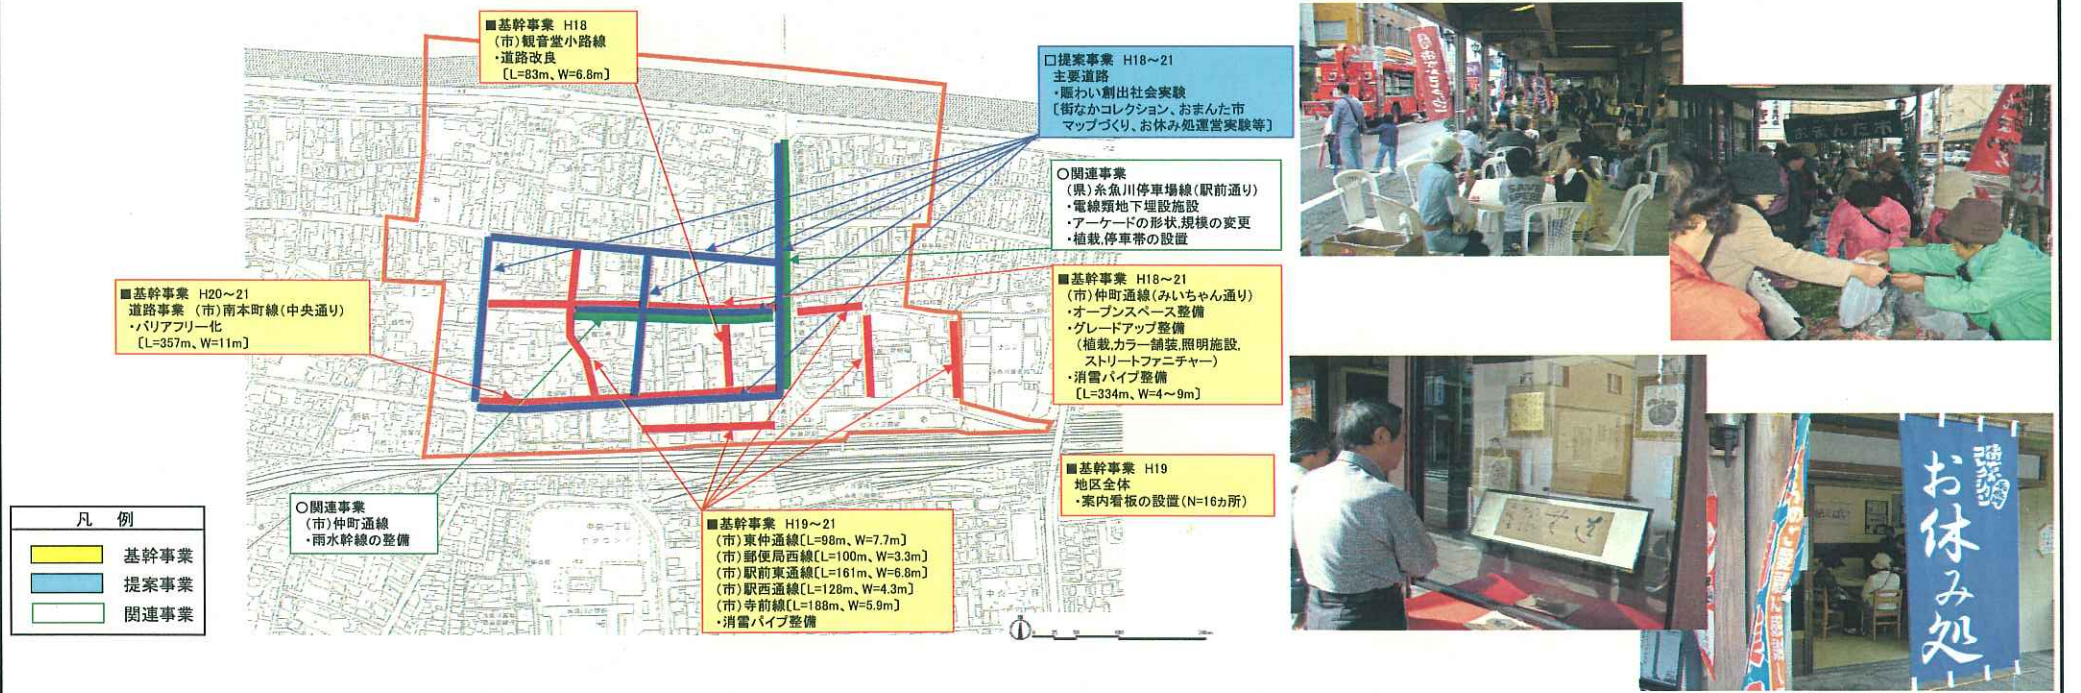 ■基幹事業 H18
(市)観音堂小路線
・道路改良
〔L=83m、W=6.8m〕
□提案事業 H18～21
主要道路
・賑わい創出社会実験
〔街なかコレクション、おまんた市
マップづくり、お休み処運営実験等〕
○関連事業
(県)糸魚川停車場線(駅前通り)
・電線類地下埋設施設
・アーケードの形状,規模の変更
・植栽,停車帯の設置
■基幹事業 H20～21
道路事業 (市)南本町線(中央通り)
・バリアフリー化
〔L=357m、W=11m〕
■基幹事業 H18～21
(市)仲町通線(みいちゃん通り)
・オープンスペース整備
・グレードアップ整備
(植栽,カラー舗装,照明施設,
ストリートファニチャー)
・消雪パイプ整備
〔L=334m、W=4～9m〕
■基幹事業 H19
地区全体
・案内看板の設置(N=16ヵ所)
○関連事業
(市)仲町通線
・雨水幹線の整備
■基幹事業 H19～21
(市)東仲通線〔L=98m、W=7.7m〕
(市)郵便局西線〔L=100m、W=3.3m〕
(市)駅前東通線〔L=161m、W=6.8m〕
(市)駅西通線〔L=128m、W=4.3m〕
(市)寺前線〔L=188m、W=5.9m〕
・消雪パイプ整備
凡 例
基幹事業
提案事業
関連事業
おまんた市
お休み処